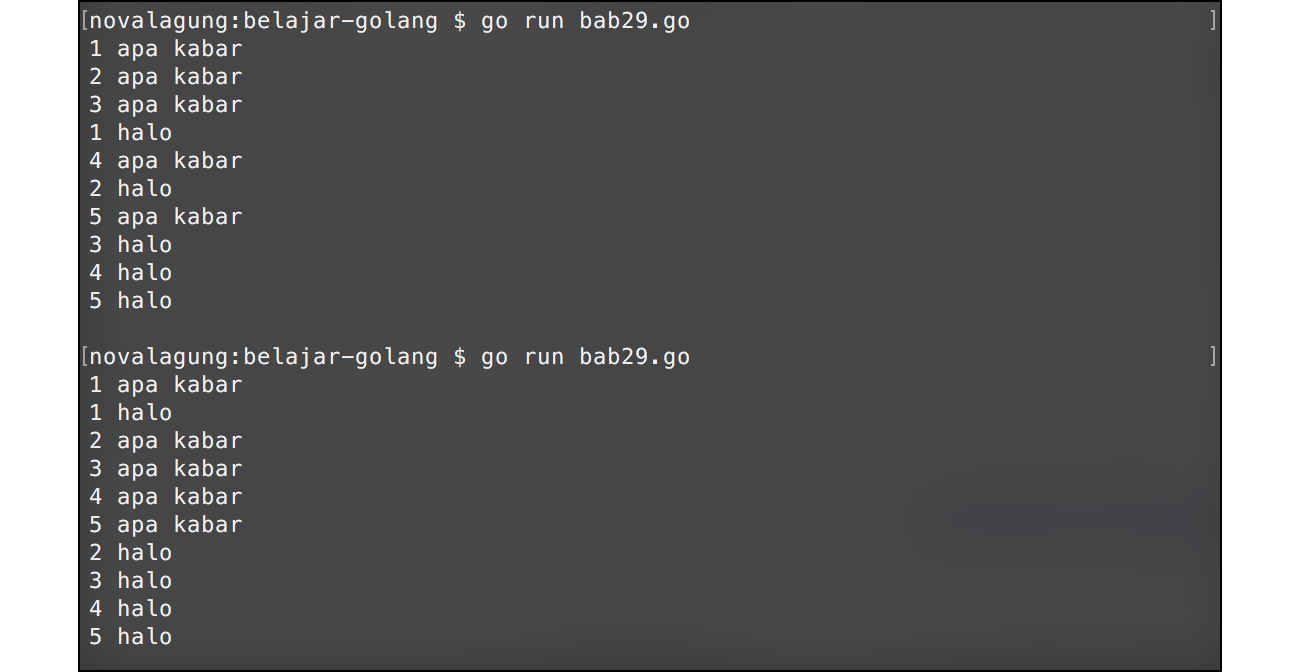 [novalagung:belajar-golang $ go run bab29.go ]
1 apa kabar
2 apa kabar
3 apa kabar
1 halo
4 apa kabar
2 halo
5 apa kabar
3 halo
4 halo
5 halo
[novalagung:belajar-golang $ go run bab29.go ]
1 apa kabar
1 halo
2 apa kabar
3 apa kabar
4 apa kabar
5 apa kabar
2 halo
3 halo
4 halo
5 halo